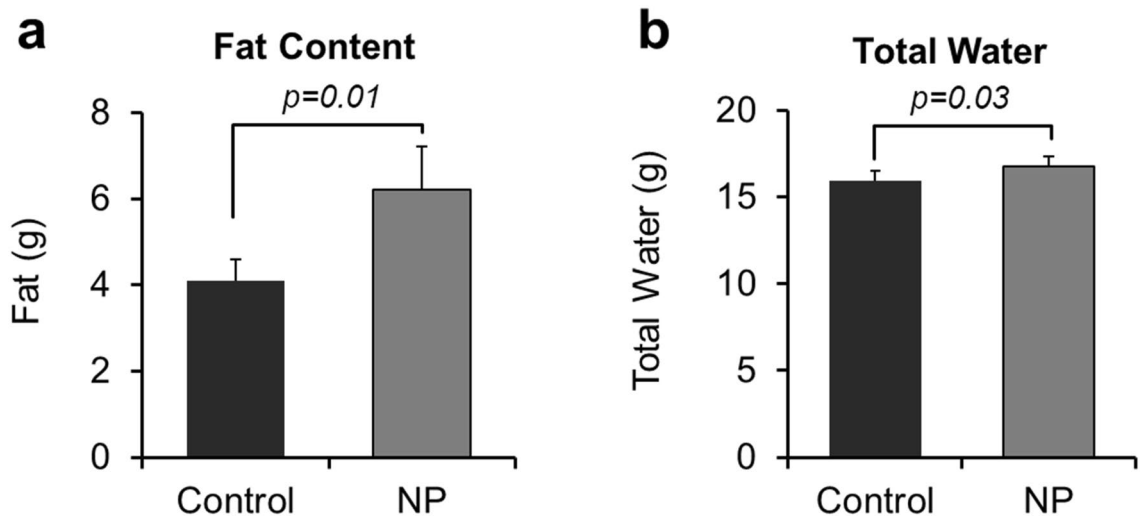 a
Fat Content
p=0.01
8
6
4
2
0
Fat (g)
Control
NP
b
Total Water
p=0.03
20
15
10
5
0
Total Water (g)
Control
NP